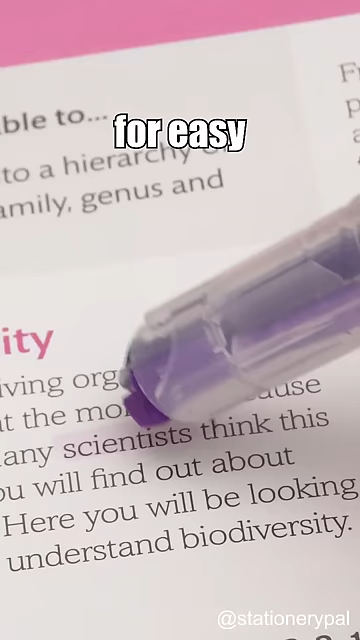 ble to...
for easy
to a hierarchy
amily, genus and
ity
iving org
t the mo ause
any scientists think this
ou will find out about
Here you will be looking
understand biodiversity.
@stationerypal